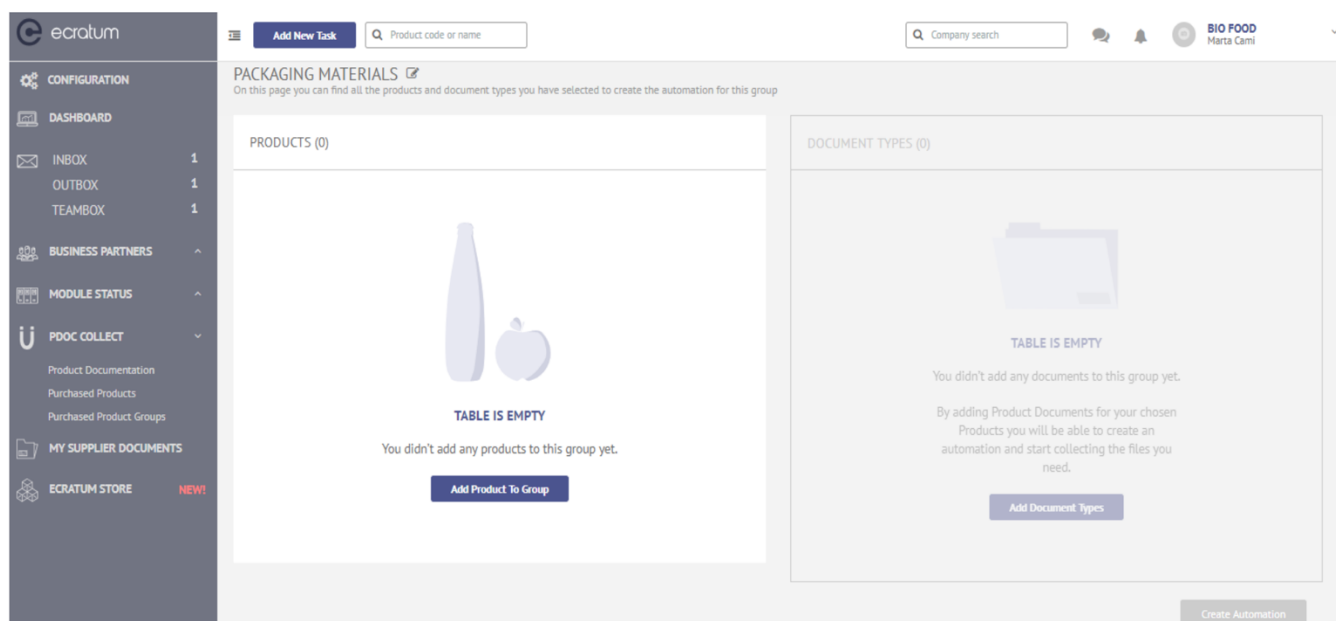 ecratum
Add New Task
Product code or name
Company search
BIO FOOD
Marta Cami
CONFIGURATION
DASHBOARD
INBOX 1
OUTBOX 1
TEAMBOX 1
BUSINESS PARTNERS
MODULE STATUS
PDOC COLLECT
Product Documentation
Purchased Products
Purchased Product Groups
MY SUPPLIER DOCUMENTS
ECRATUM STORE NEW!
PACKAGING MATERIALS
On this page you can find all the products and document types you have selected to create the automation for this group
PRODUCTS (0)
TABLE IS EMPTY
You didn't add any products to this group yet.
Add Product To Group
DOCUMENT TYPES (0)
TABLE IS EMPTY
You didn't add any documents to this group yet.
By adding Product Documents for your chosen
Products you will be able to create an
automation and start collecting the files you
need.
Add Document Types
Create Automation